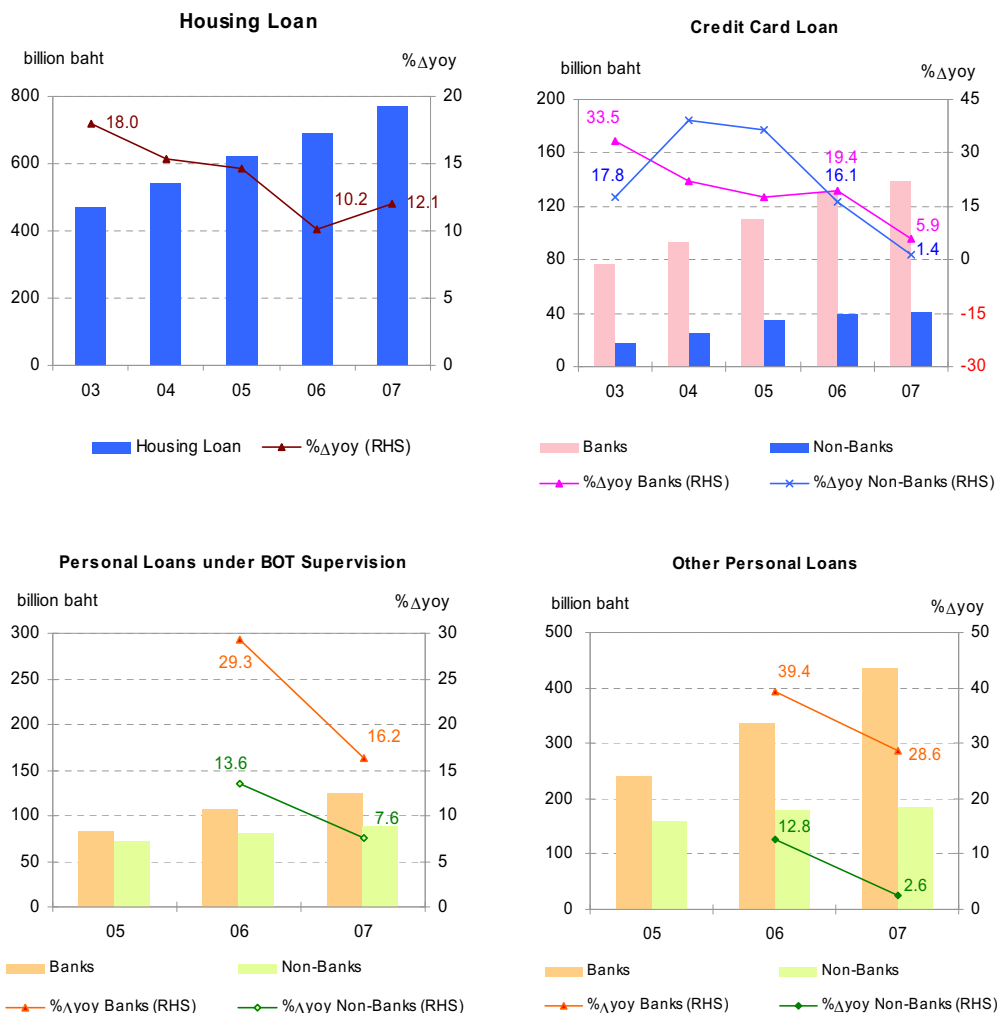 Housing Loan
billion baht
%Δyoy
800
600
400
200
0
20
15
10
5
0
18.0
10.2
12.1
03 04 05 06 07
Housing Loan %Δyoy (RHS)
Credit Card Loan
billion baht
%Δyoy
200
160
120
80
40
0
45
30
15
0
-15
-30
33.5
17.8
19.4
16.1
5.9
1.4
03 04 05 06 07
Banks Non-Banks
%Δyoy Banks (RHS) %Δyoy Non-Banks (RHS)
Personal Loans under BOT Supervision
billion baht
%Δyoy
300
250
200
150
100
50
0
30
25
20
15
10
5
0
29.3
16.2
13.6
7.6
05 06 07
Banks Non-Banks
%Δyoy Banks (RHS) %Δyoy Non-Banks (RHS)
Other Personal Loans
billion baht
%Δyoy
500
400
300
200
100
0
50
40
30
20
10
0
39.4
28.6
12.8
2.6
05 06 07
Banks Non-Banks
%Δyoy Banks (RHS) %Δyoy Non-Banks (RHS)